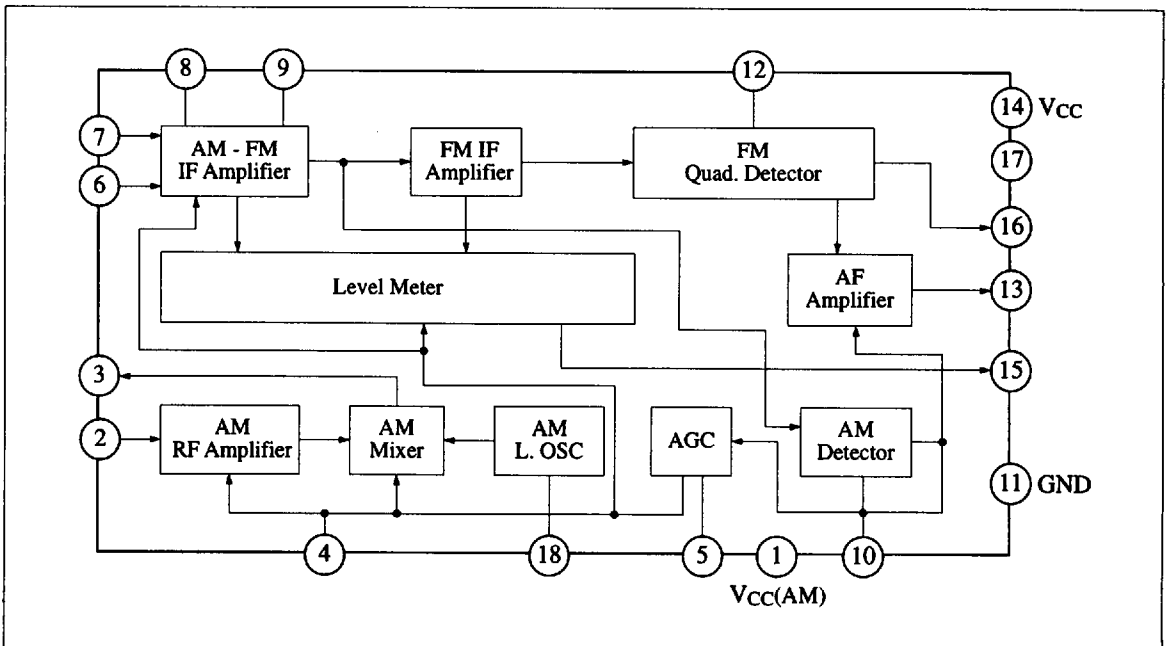 8
9
12
14 VCC
7
AM - FM
IF Amplifier
FM IF
Amplifier
FM
Quad. Detector
17
6
16
Level Meter
AF
Amplifier
13
3
15
2
AM
RF Amplifier
AM
Mixer
AM
L. OSC
AGC
AM
Detector
11 GND
4
18
5
1
10
VCC(AM)